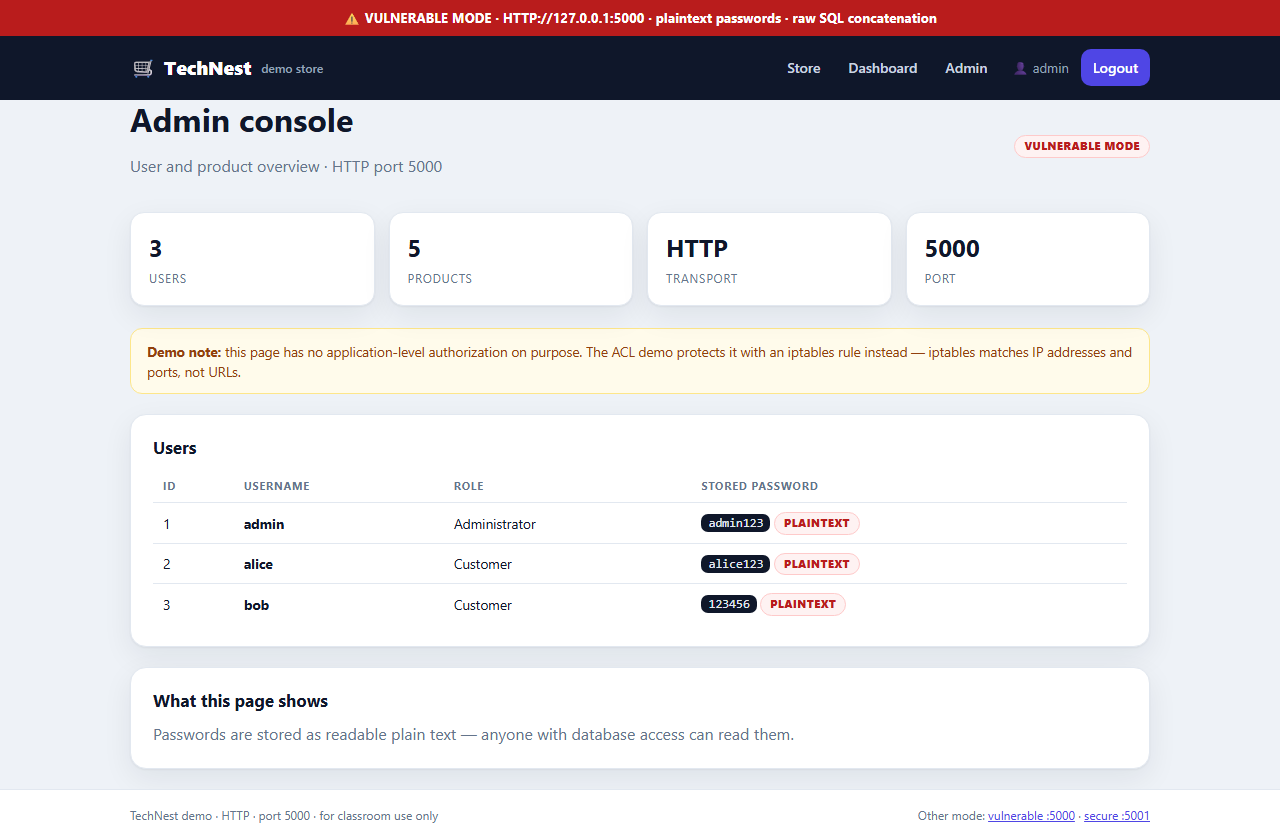 ⚠ VULNERABLE MODE · HTTP://127.0.0.1:5000 · plaintext passwords · raw SQL concatenation
TechNest demo store Store Dashboard Admin admin Logout
Admin console
User and product overview · HTTP port 5000
VULNERABLE MODE
3 5 HTTP 5000
USERS PRODUCTS TRANSPORT PORT
Demo note: this page has no application-level authorization on purpose. The ACL demo protects it with an iptables rule instead — iptables matches IP addresses and
ports, not URLs.
Users
ID USERNAME ROLE STORED PASSWORD
1 admin Administrator admin123 PLAINTEXT
2 alice Customer alice123 PLAINTEXT
3 bob Customer 123456 PLAINTEXT
What this page shows
Passwords are stored as readable plain text — anyone with database access can read them.
TechNest demo · HTTP · port 5000 · for classroom use only Other mode: vulnerable :5000 · secure :5001